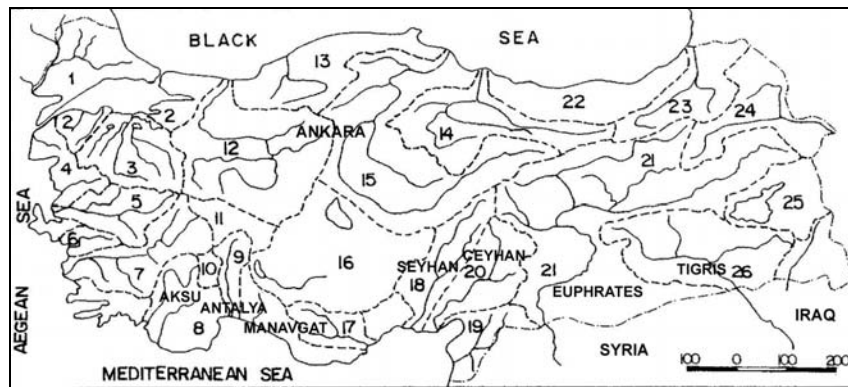 BLACK SEA
1
13
2
22
23
24
12
ANKARA
14
2
12
21
4
3
15
5
25
SEA
11
6
16
SEYHAN
CEYHAN
9
20
21
TIGRIS
26
7
10
18
AKSU
EUPHRATES
ANTALYA
IRAQ
AEGEAN
8
MANAVGAT
17
19
SYRIA
MEDITERRANEAN SEA
100 0 100 200